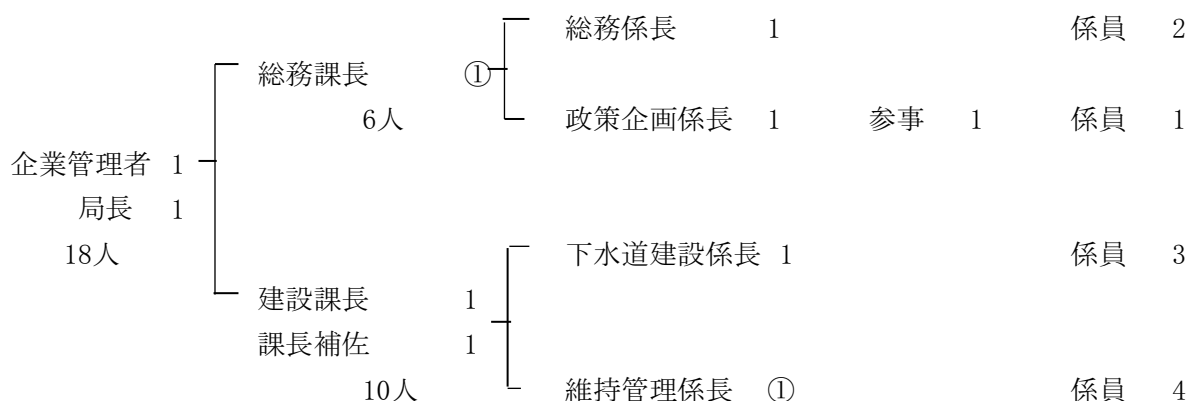 総務係長 1 係員 2
総務課長 ①
6人 政策企画係長 1 参事 1 係員 1
企業管理者 1
局長 1
18人 下水道建設係長 1 係員 3
建設課長 1
課長補佐 1
10人 維持管理係長 ① 係員 4